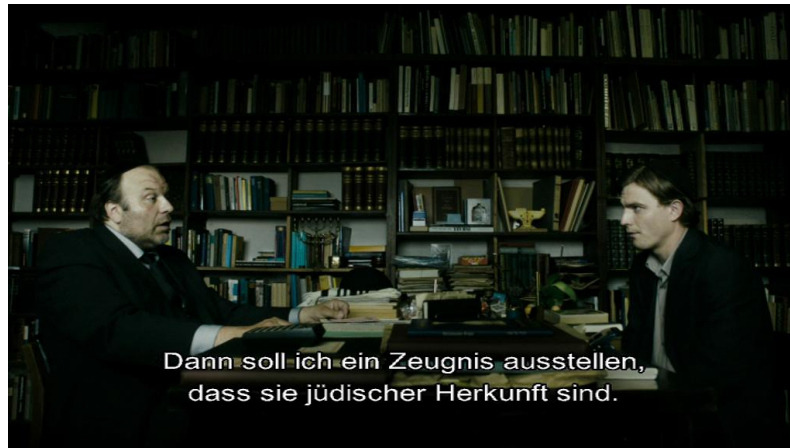 Dann soll ich ein Zeugnis ausstellen,
dass sie jüdischer Herkunft sind.